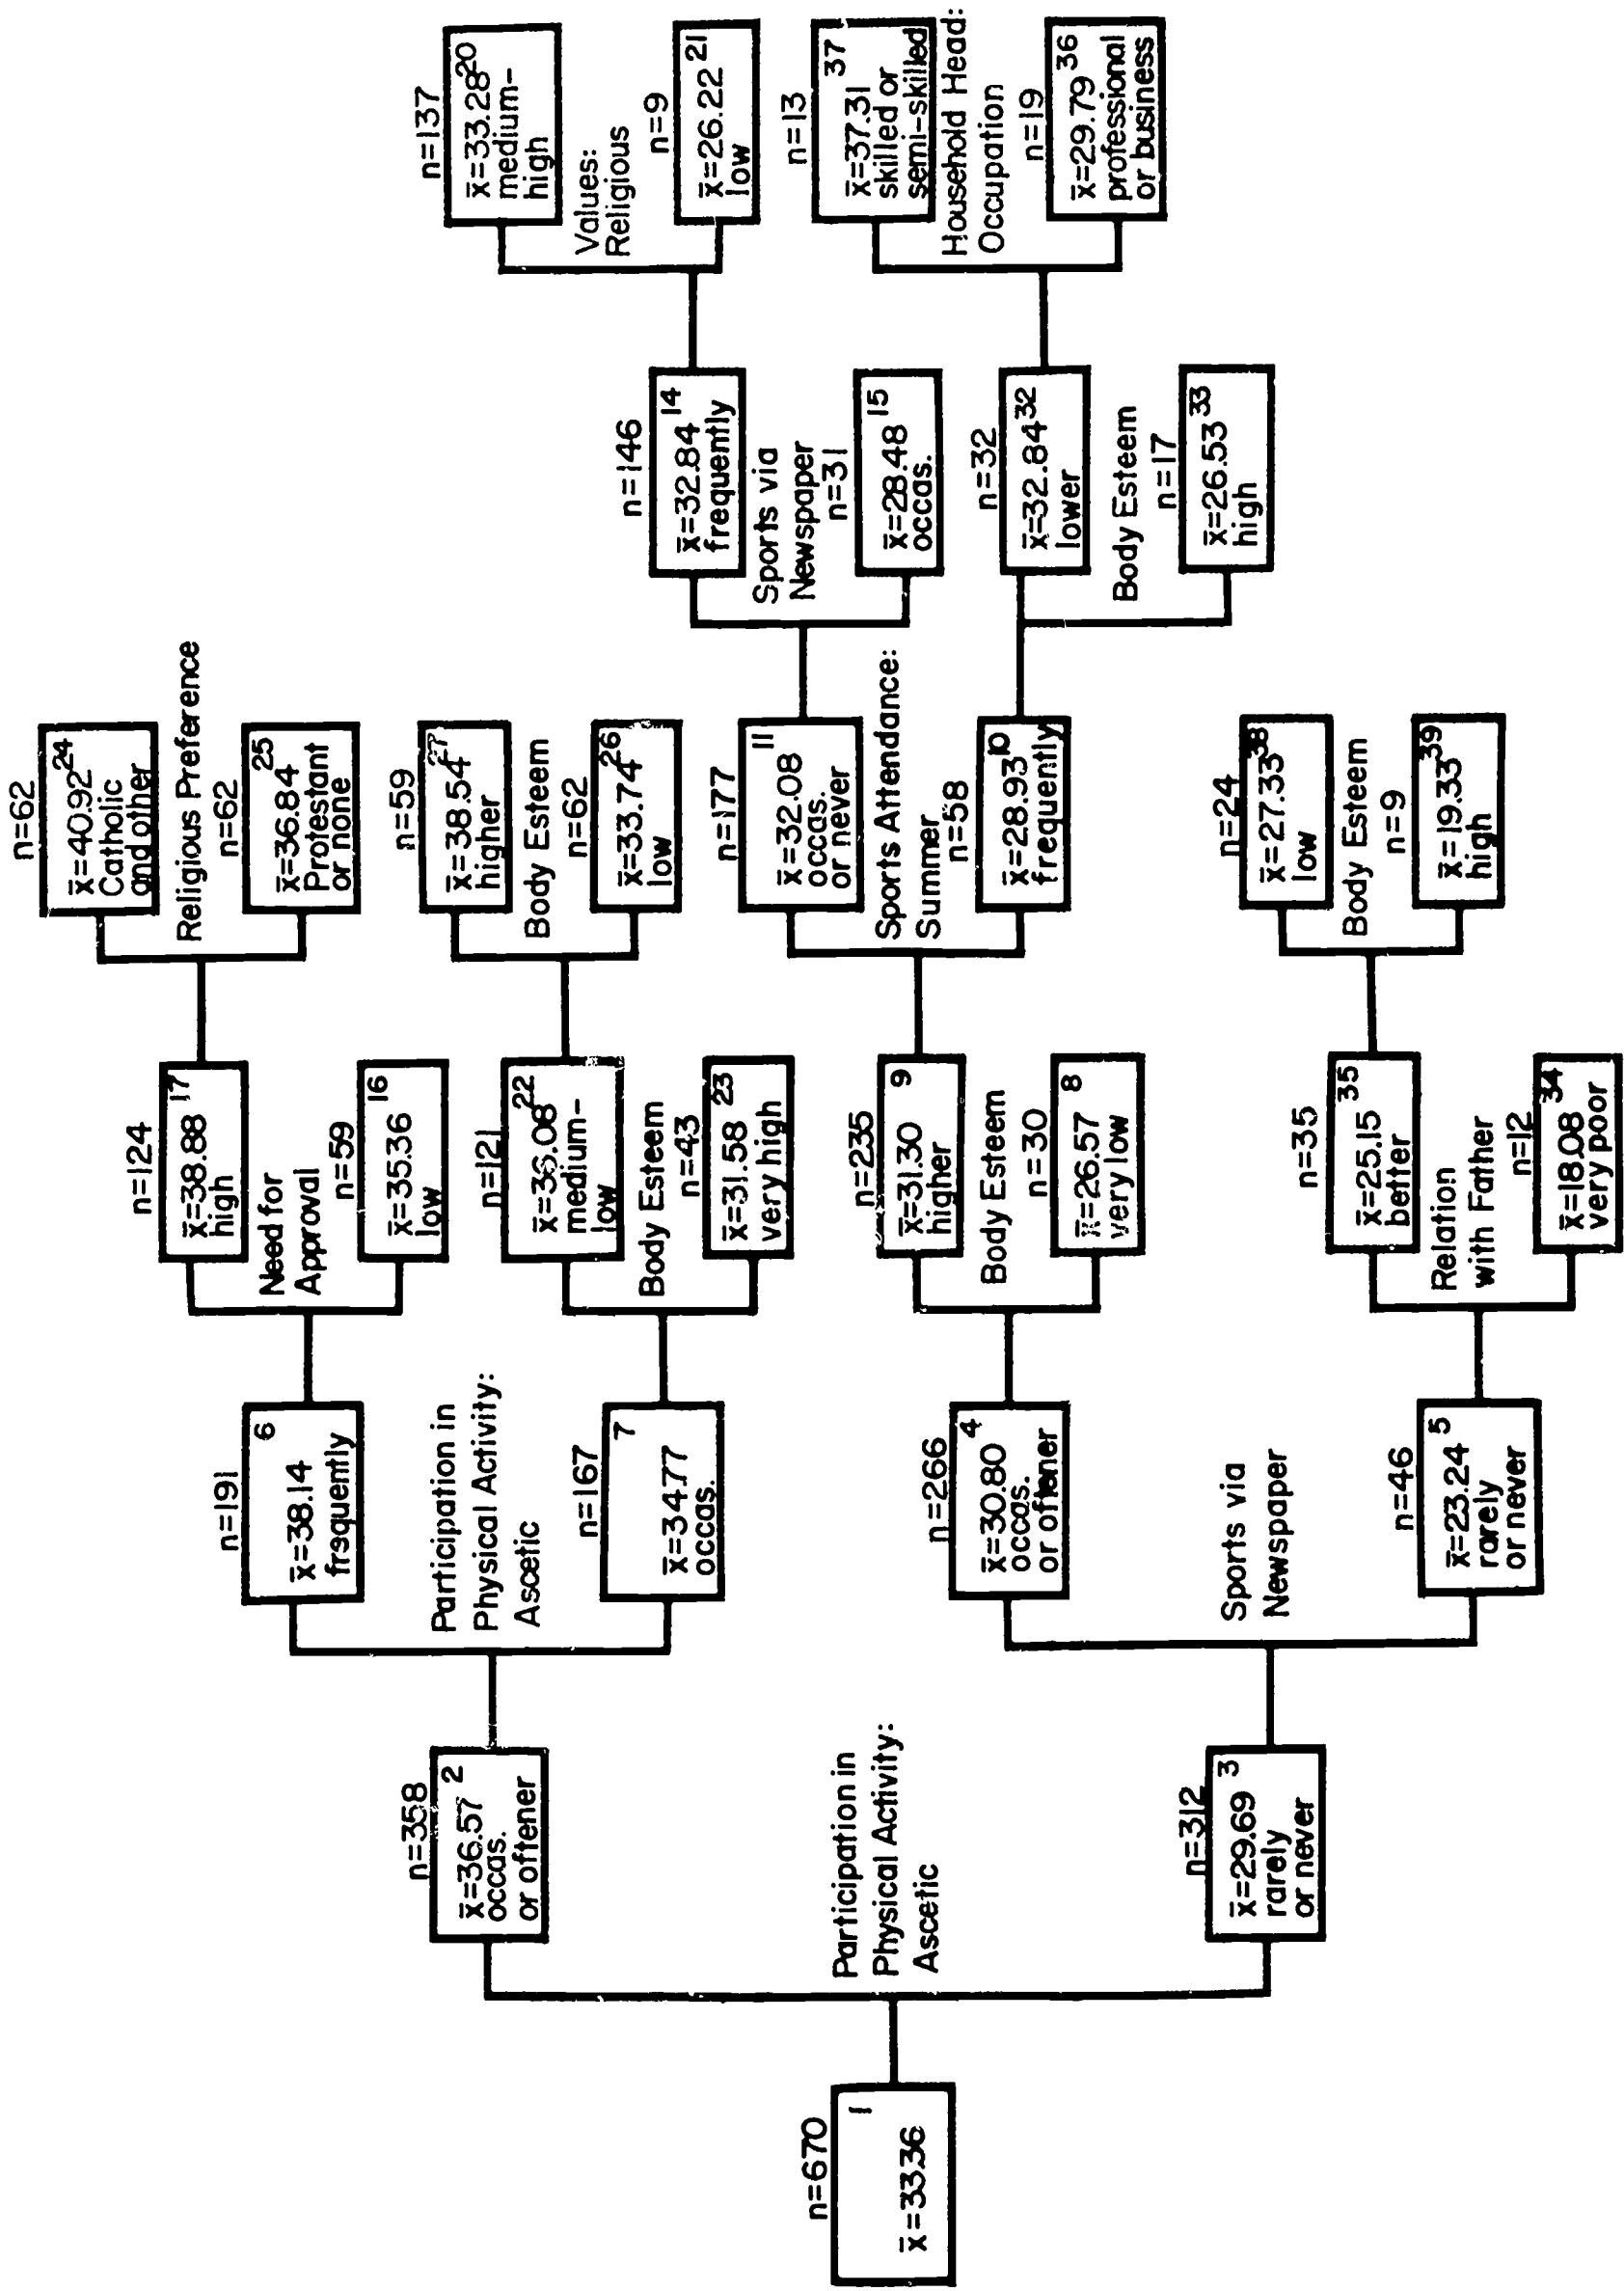 n=670
1
x̄=33.36
Participation in
Physical Activity:
Ascetic
n=358
x̄=36.57 2
occas.
or oftener
n=312
x̄=29.69 3
rarely
or never
Participation in
Physical Activity:
Ascetic
n=191
6
x̄=38.14
frequently
n=167
7
x̄=34.77
occas.
Sports via
Newspaper
n=266
x̄=30.80 4
occas.
or oftener
n=46
x̄=23.24 5
rarely
or never
Need for
Approval
n=124
17
x̄=38.88
high
n=59
16
x̄=35.36
low
Body Esteem
n=121
x̄=36.08 22
medium-
low
n=43
x̄=31.58 23
very high
Body Esteem
n=235
x̄=31.30 9
higher
n=30
x̄=26.57 8
very low
Relation
with Father
n=35
x̄=25.15 35
better
n=12
x̄=18.08 34
very poor
Religious Preference
n=62
x̄=40.92 24
Catholic
and other
n=62
x̄=36.84 25
Protestant
or none
Body Esteem
n=59
x̄=38.54 27
higher
n=62
x̄=33.74 26
low
Sports Attendance:
Summer
n=177
11
x̄=32.08
occas.
or never
n=58
x̄=28.93 10
frequently
Body Esteem
n=24
x̄=27.33 38
low
n=9
x̄=19.33 39
high
Sports via
Newspaper
n=146
x̄=32.84 14
frequently
n=31
x̄=28.48 15
occas.
Body Esteem
n=32
x̄=32.84 32
lower
n=17
x̄=26.53 33
high
Values:
Religious
n=137
x̄=33.28 20
medium-
high
n=9
x̄=26.22 21
low
Household Head:
Occupation
n=13
x̄=37.31 37
skilled or
semi-skilled
n=19
x̄=29.79 36
professional
or business